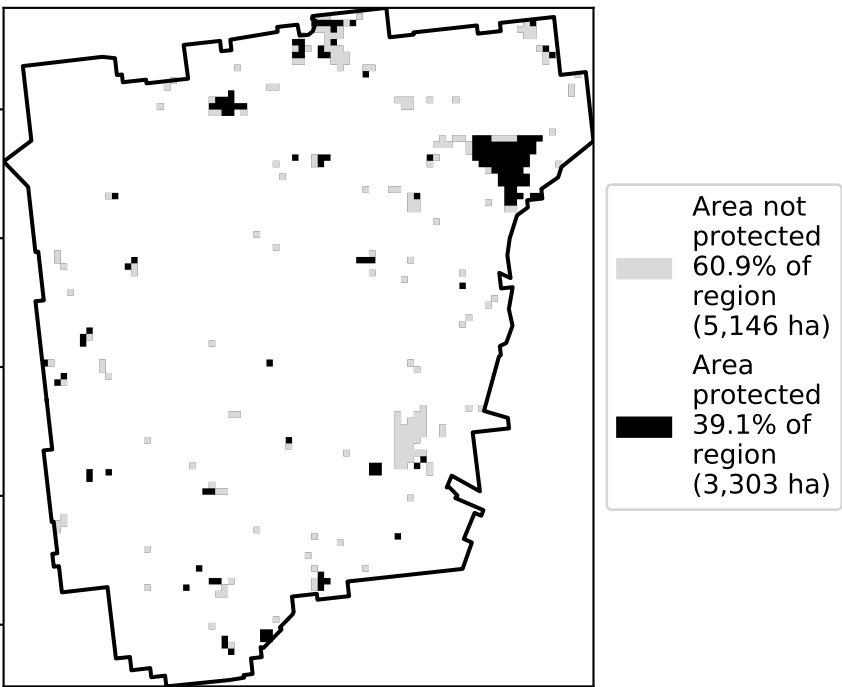 Area not
protected
60.9% of
region
(5,146 ha)
Area
protected
39.1% of
region
(3,303 ha)